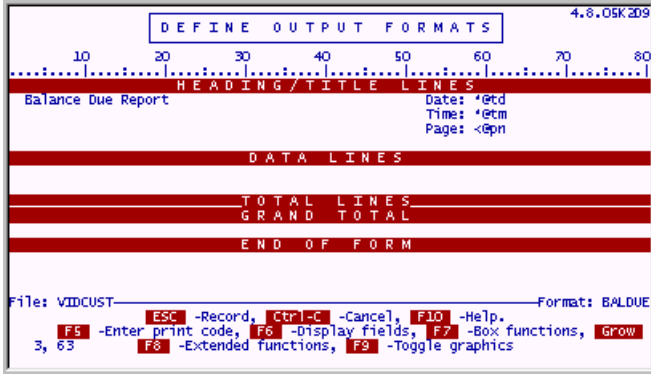 4.8.05K2D9
DEFINE OUTPUT FORMATS
10 20 30 40 50 60 70 80
HEADING/TITLE LINES
Balance Due Report Date: *@td
Time: *@tm
Page: <@pn
DATA LINES
TOTAL LINES
GRAND TOTAL
END OF FORM
File: VIDCUST Format: BALDUE
ESC -Record, Ctrl-C -Cancel, F10 -Help.
F5 -Enter print code, F6 -Display fields, F7 -Box functions, Grow
3, 63 F8 -Extended functions, F9 -Toggle graphics